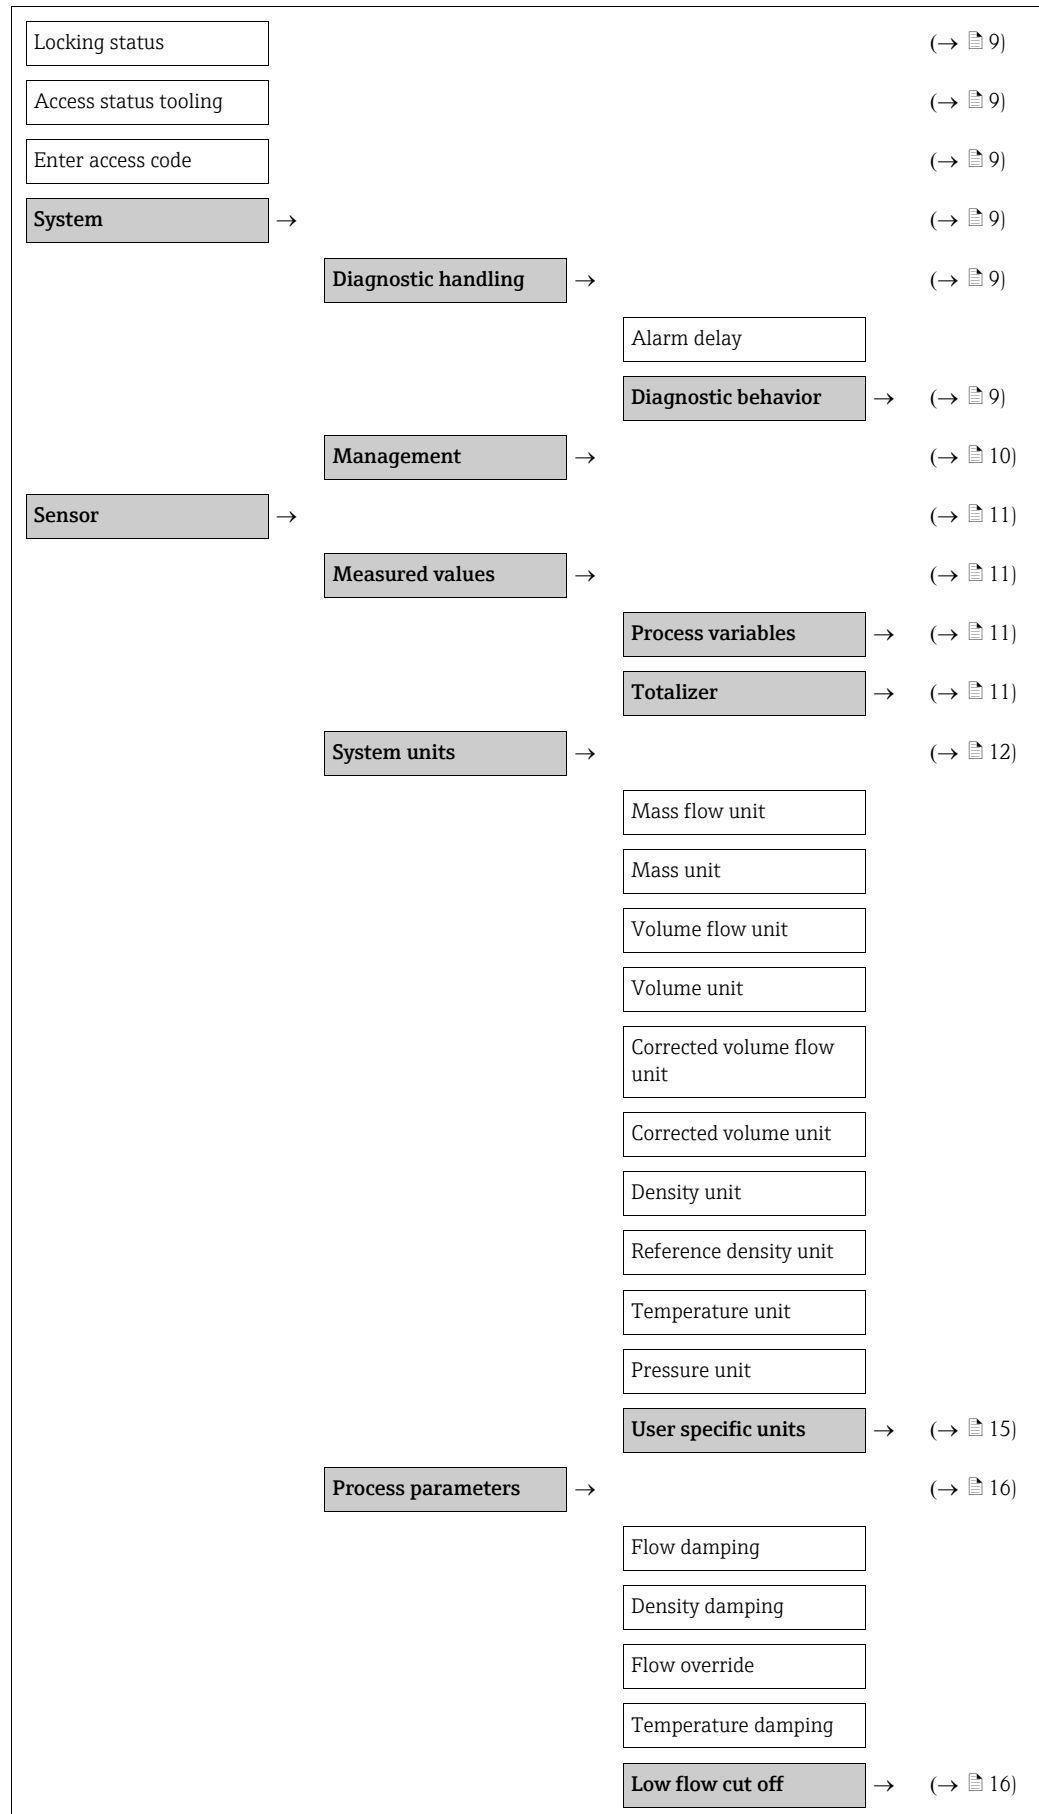 Locking status (→ 🖹 9)
Access status tooling (→ 🖹 9)
Enter access code (→ 🖹 9)
System → (→ 🖹 9)
Diagnostic handling → (→ 🖹 9)
Alarm delay
Diagnostic behavior → (→ 🖹 9)
Management → (→ 🖹 10)
Sensor → (→ 🖹 11)
Measured values → (→ 🖹 11)
Process variables → (→ 🖹 11)
Totalizer → (→ 🖹 11)
System units → (→ 🖹 12)
Mass flow unit
Mass unit
Volume flow unit
Volume unit
Corrected volume flow
unit
Corrected volume unit
Density unit
Reference density unit
Temperature unit
Pressure unit
User specific units → (→ 🖹 15)
Process parameters → (→ 🖹 16)
Flow damping
Density damping
Flow override
Temperature damping
Low flow cut off → (→ 🖹 16)